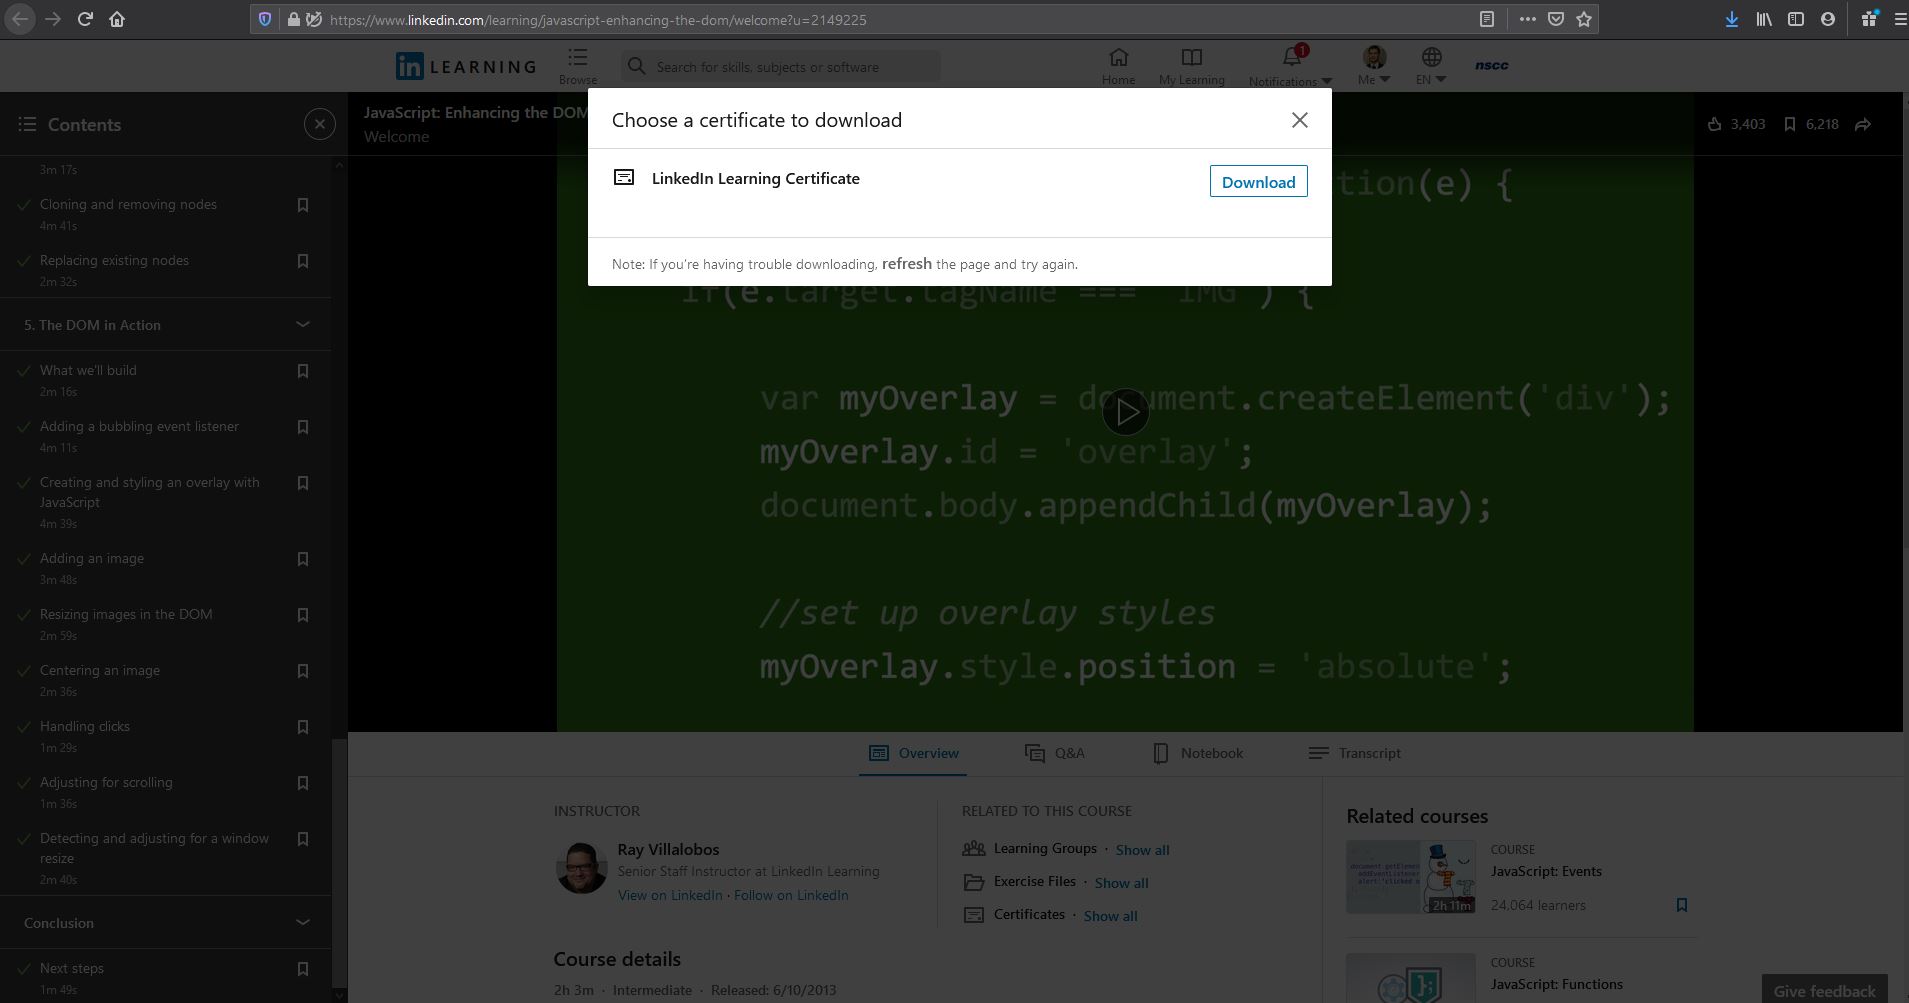 https://www.linkedin.com/learning/javascript-enhancing-the-dom/welcome?u=2149225
in LEARNING
Browse
Search for skills, subjects or software
Home
My Learning
1
Notifications
Me
EN
nscc
Contents
3m 17s
Cloning and removing nodes
4m 41s
Replacing existing nodes
2m 32s
5. The DOM in Action
What we'll build
2m 16s
Adding a bubbling event listener
4m 11s
Creating and styling an overlay with
JavaScript
4m 39s
Adding an image
3m 48s
Resizing images in the DOM
2m 59s
Centering an image
2m 36s
Handling clicks
1m 29s
Adjusting for scrolling
1m 36s
Detecting and adjusting for a window
resize
2m 40s
Conclusion
Next steps
1m 49s
JavaScript: Enhancing the DOM
Welcome
3,403
6,218
Choose a certificate to download
LinkedIn Learning Certificate
Download
Note: If you're having trouble downloading, refresh the page and try again.
tion(e) {
if(e.target.tagName === 'IMG') {
var myOverlay = document.createElement('div');
myOverlay.id = 'overlay';
document.body.appendChild(myOverlay);
//set up overlay styles
myOverlay.style.position = 'absolute';
Overview
Q&A
Notebook
Transcript
INSTRUCTOR
Ray Villalobos
Senior Staff Instructor at LinkedIn Learning
View on LinkedIn · Follow on LinkedIn
RELATED TO THIS COURSE
Learning Groups · Show all
Exercise Files · Show all
Certificates · Show all
Course details
2h 3m · Intermediate · Released: 6/10/2013
Related courses
2h 11m
COURSE
JavaScript: Events
24,064 learners
COURSE
JavaScript: Functions
Give feedback